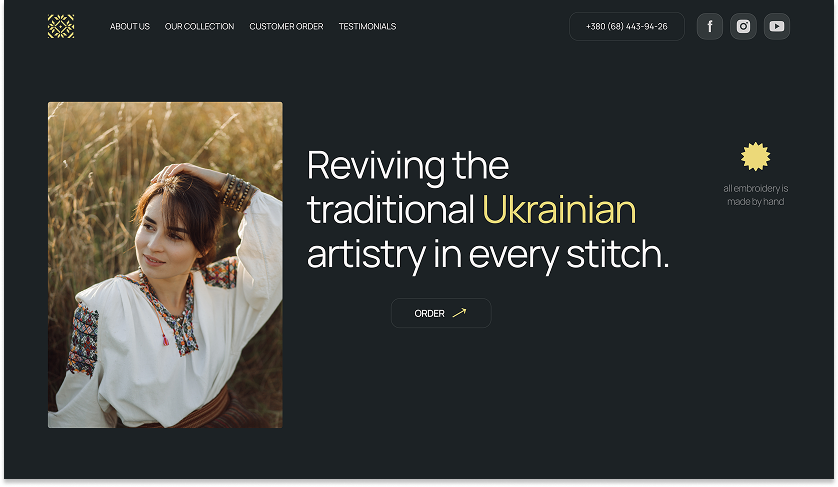 ABOUT US
OUR COLLECTION
CUSTOMER ORDER
TESTIMONIALS
+380 (68) 443-94-26
Reviving the
traditional Ukrainian
artistry in every stitch.
all embroidery is
made by hand
ORDER